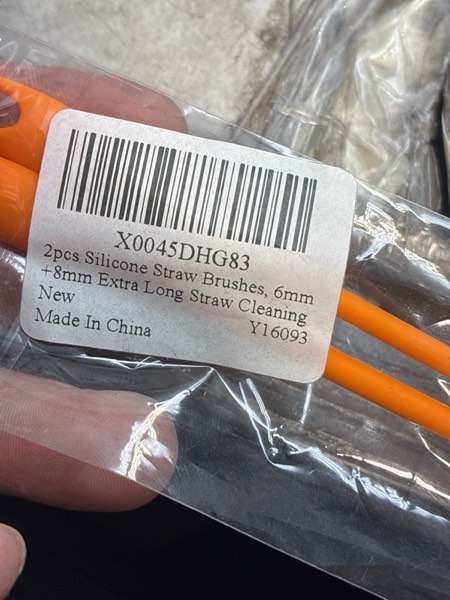 X0045DHG83
2pcs Silicone Straw Brushes, 6mm
+8mm Extra Long Straw Cleaning
New Y16093
Made In China